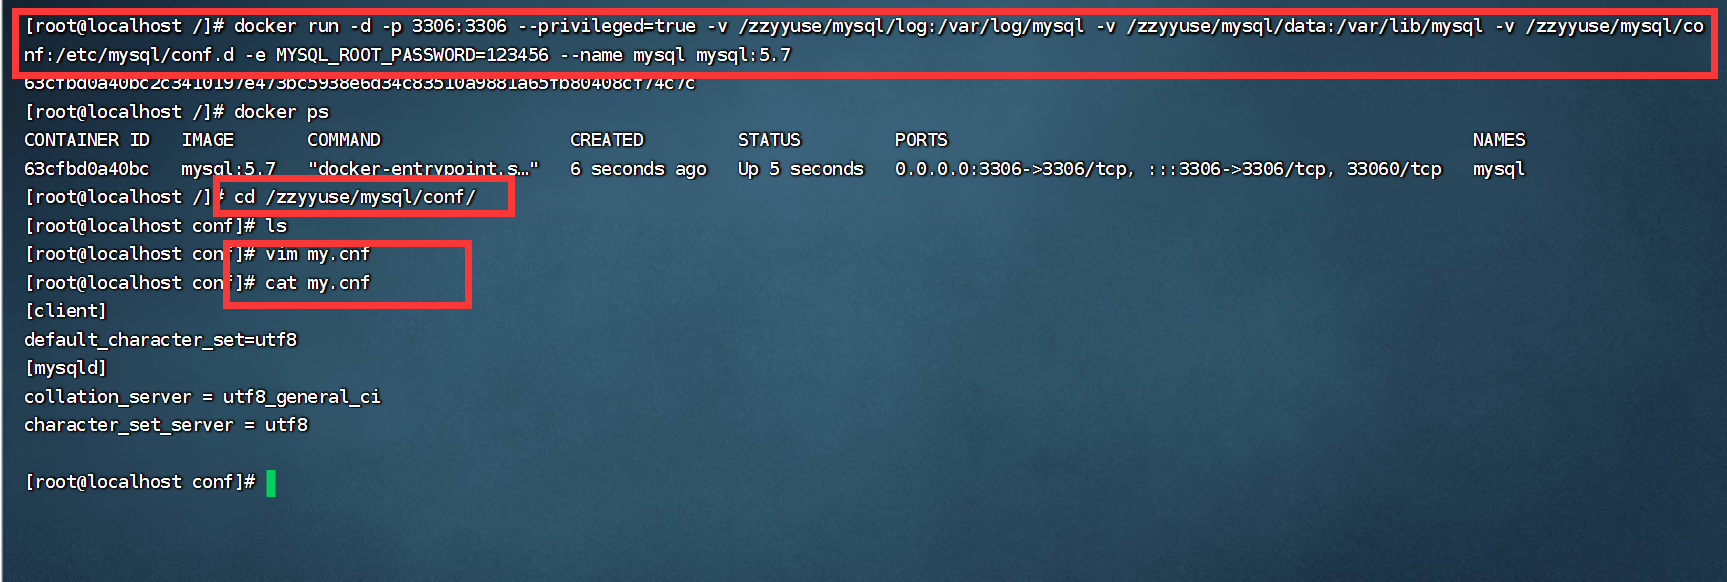 [root@localhost /]# docker run -d -p 3306:3306 --privileged=true -v /zzyyuse/mysql/log:/var/log/mysql -v /zzyyuse/mysql/data:/var/lib/mysql -v /zzyyuse/mysql/co
nf:/etc/mysql/conf.d -e MYSQL_ROOT_PASSWORD=123456 --name mysql mysql:5.7
63cfbd0a40bc2c3410197e473bc5938e6d34c83510a9881a65fb80408cf74c7c
[root@localhost /]# docker ps
CONTAINER ID   IMAGE       COMMAND                  CREATED         STATUS         PORTS                                                  NAMES
63cfbd0a40bc   mysql:5.7   "docker-entrypoint.s…"   6 seconds ago   Up 5 seconds   0.0.0.0:3306->3306/tcp, :::3306->3306/tcp, 33060/tcp   mysql
[root@localhost /]# cd /zzyyuse/mysql/conf/
[root@localhost conf]# ls
[root@localhost conf]# vim my.cnf
[root@localhost conf]# cat my.cnf
[client]
default_character_set=utf8
[mysqld]
collation_server = utf8_general_ci
character_set_server = utf8
[root@localhost conf]#